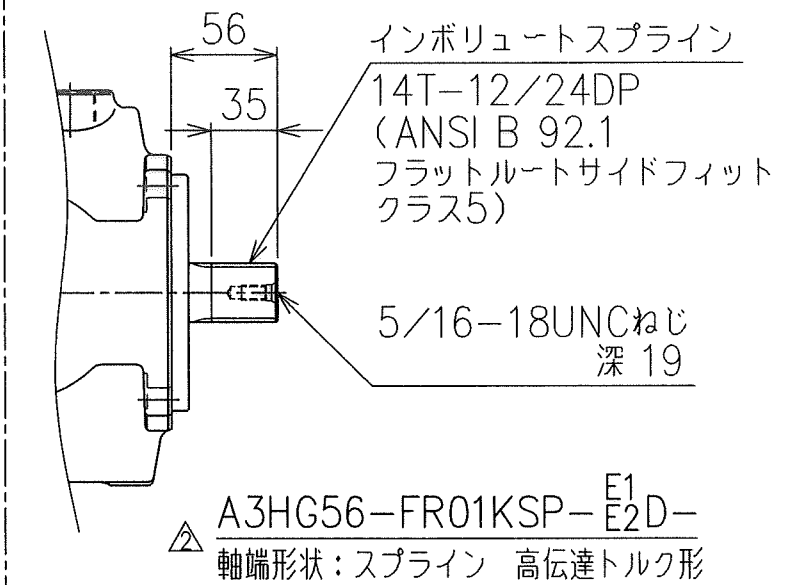 56
インボリュートスプライン
14T-12/24DP
35
(ANSI B 92.1
フラットルートサイドフィット
クラス5)
5/16-18UNCねじ
深 19
A3HG56-FR01KSP-E1
E2D-
2
軸端形状:スプライン 高伝達トルク形